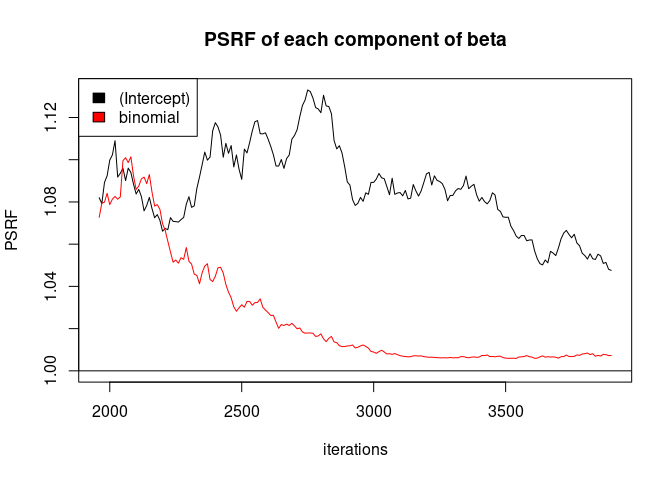 PSRF of each component of beta
(Intercept)
binomial
PSRF
1.12
1.08
1.04
1.00
2000 2500 3000 3500
iterations